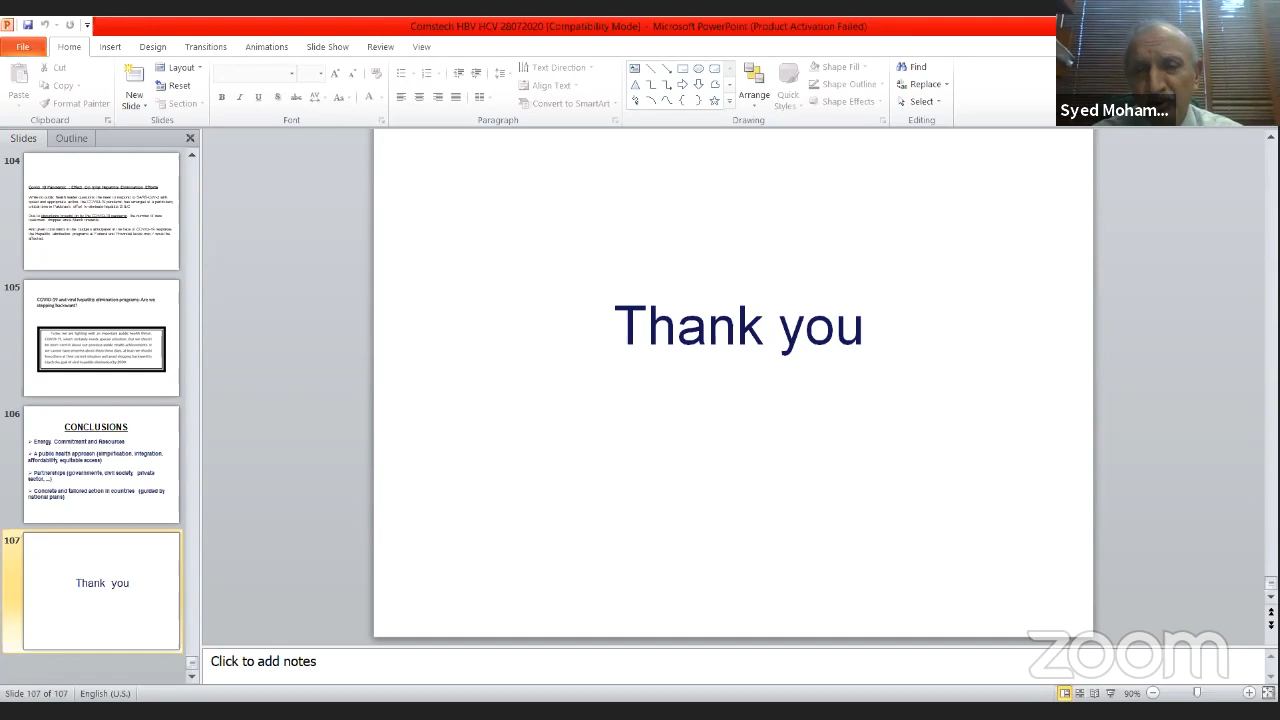 Comstech HBV HCV 28072020 [Compatibility Mode] - Microsoft PowerPoint (Product Activation Failed)
File Home Insert Design Transitions Animations Slide Show Review View
Cut
Copy
Format Painter
Paste
Clipboard
New
Slide
Layout
Reset
Section
Slides
Font
Direction
Align Text
Convert to SmartArt
Paragraph
Arrange
Quick
Styles
Shape Fill
Shape Outline
Shape Effects
Drawing
Find
Replace
Select
Editing
Syed Moham...
Slides Outline
104
105
COVID-19 and viral hepatitis elimination programs: Are we
stepping backward?
106
CONCLUSIONS
➢ Energy, Commitment and Resources
➢ A public health approach (simplification, integration,
affordability, equitable access)
➢ Partnerships (governments, civil society, private
sector, ...)
➢ Concrete and tailored action in countries (guided by
national plans)
107
Thank you
Thank you
Click to add notes
zoom
Slide 107 of 107 English (U.S.) 90%